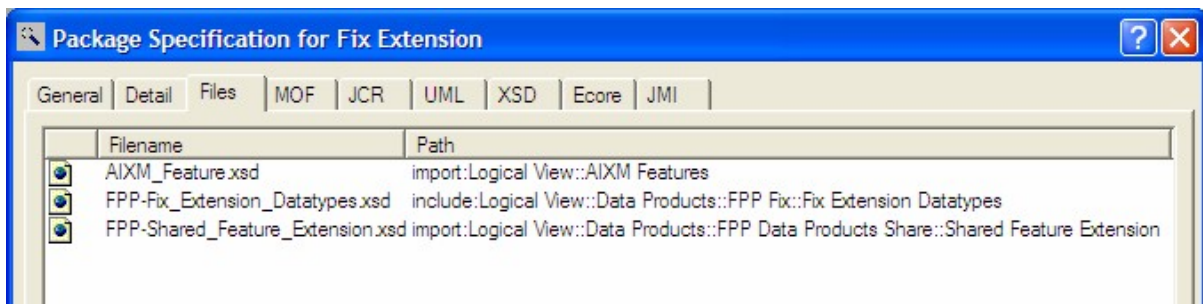 Package Specification for Fix Extension
General Detail Files MOF JCR UML XSD Ecore JMI
Filename Path
AIXM_Feature.xsd import:Logical View::AIXM Features
FPP-Fix_Extension_Datatypes.xsd include:Logical View::Data Products::FPP Fix::Fix Extension Datatypes
FPP-Shared_Feature_Extension.xsd import:Logical View::Data Products::FPP Data Products Share::Shared Feature Extension